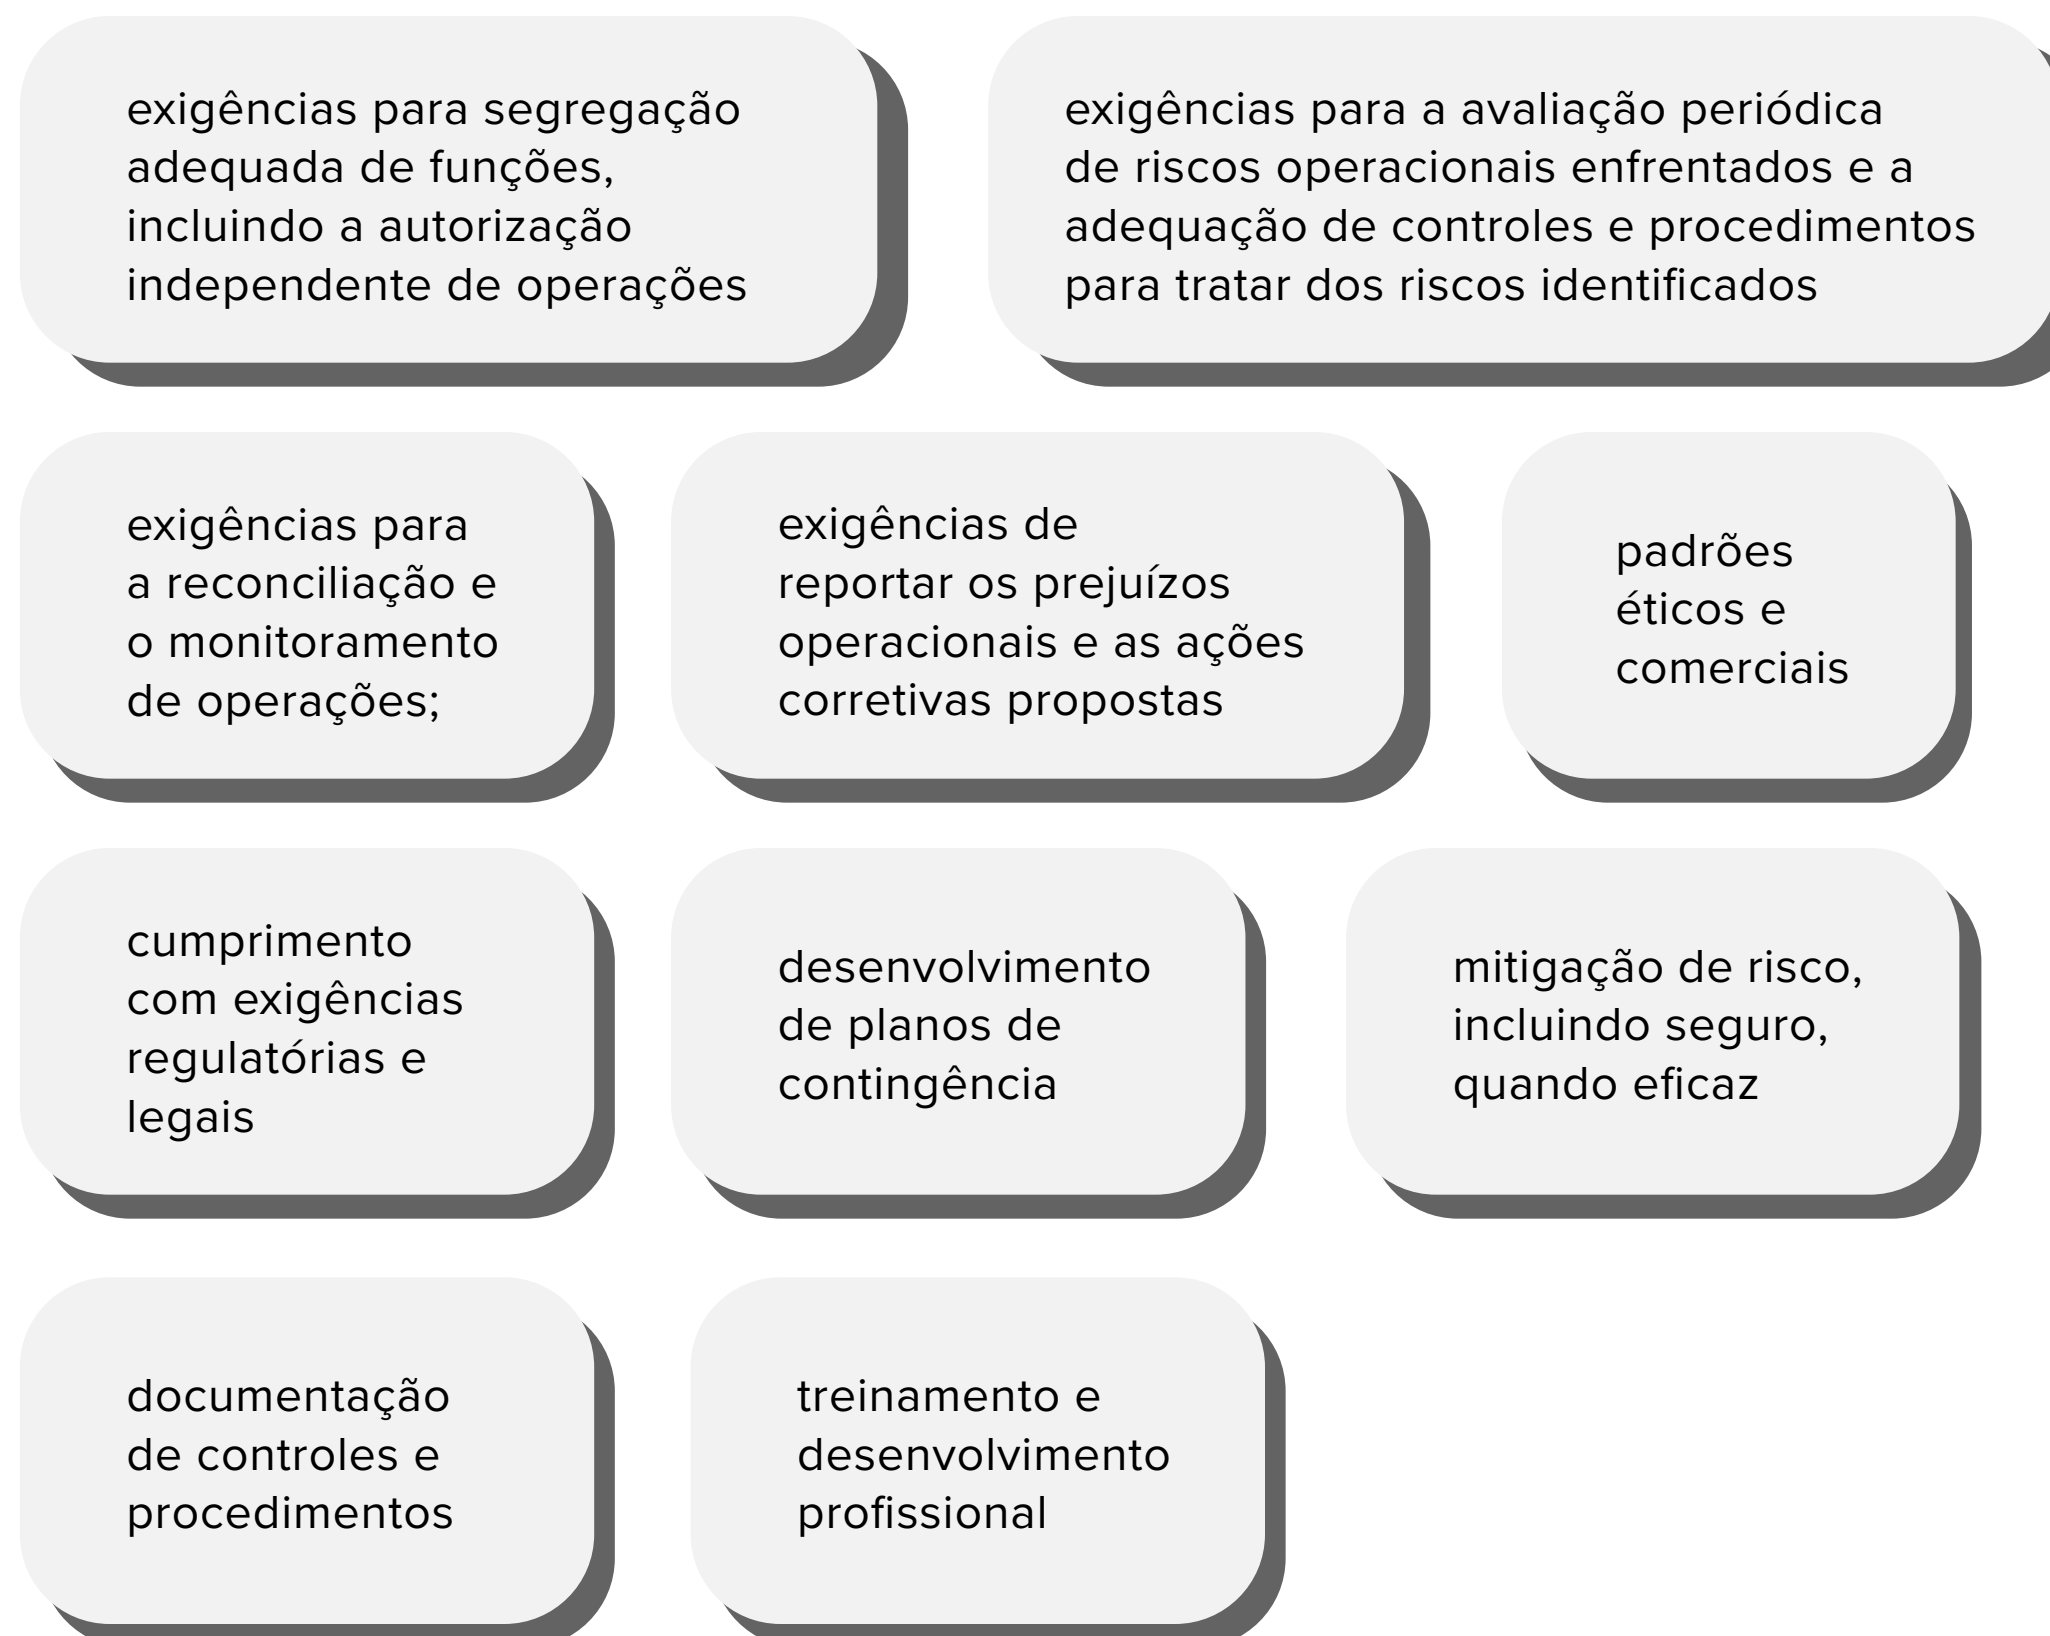 exigências para segregação
adequada de funções,
incluindo a autorização
independente de operações
exigências para a avaliação periódica
de riscos operacionais enfrentados e a
adequação de controles e procedimentos
para tratar dos riscos identificados
exigências para
a reconciliação e
o monitoramento
de operações;
exigências de
reportar os prejuízos
operacionais e as ações
corretivas propostas
padrões
éticos e
comerciais
cumprimento
com exigências
regulatórias e
legais
desenvolvimento
de planos de
contingência
mitigação de risco,
incluindo seguro,
quando eficaz
documentação
de controles e
procedimentos
treinamento e
desenvolvimento
profissional